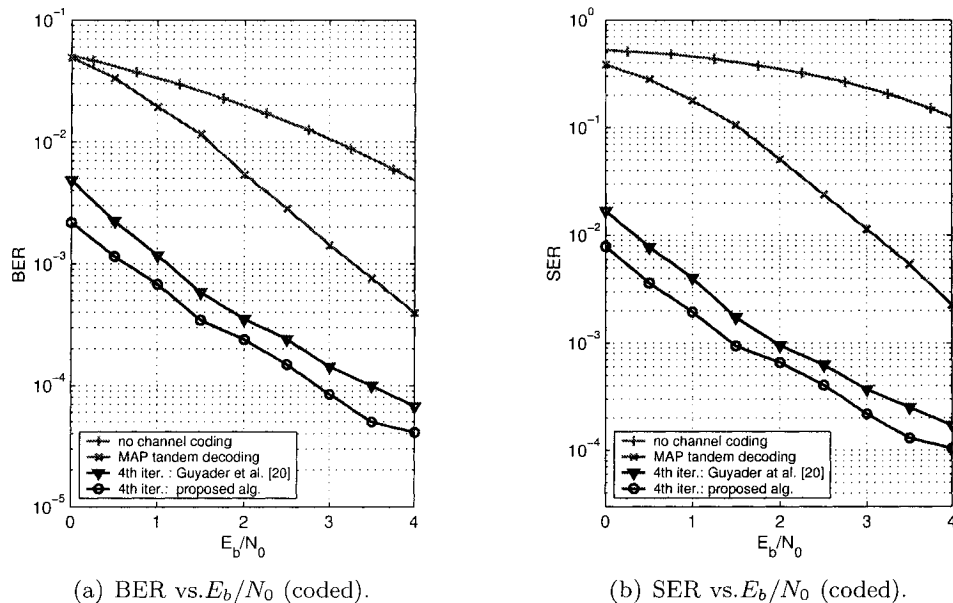 10^{-1}
10^{-2}
10^{-3}
10^{-4}
10^{-5}
BER
0 1 2 3 4
E_b/N_0
no channel coding
MAP tandem decoding
4th iter. : Guyader et al. [20]
4th iter.: proposed alg.
(a) BER vs.E_b/N_0 (coded).
10^0
10^{-1}
10^{-2}
10^{-3}
10^{-4}
SER
0 1 2 3 4
E_b/N_0
no channel coding
MAP tandem decoding
4th iter. : Guyader at al. [20]
4th iter.: proposed alg.
(b) SER vs.E_b/N_0 (coded).